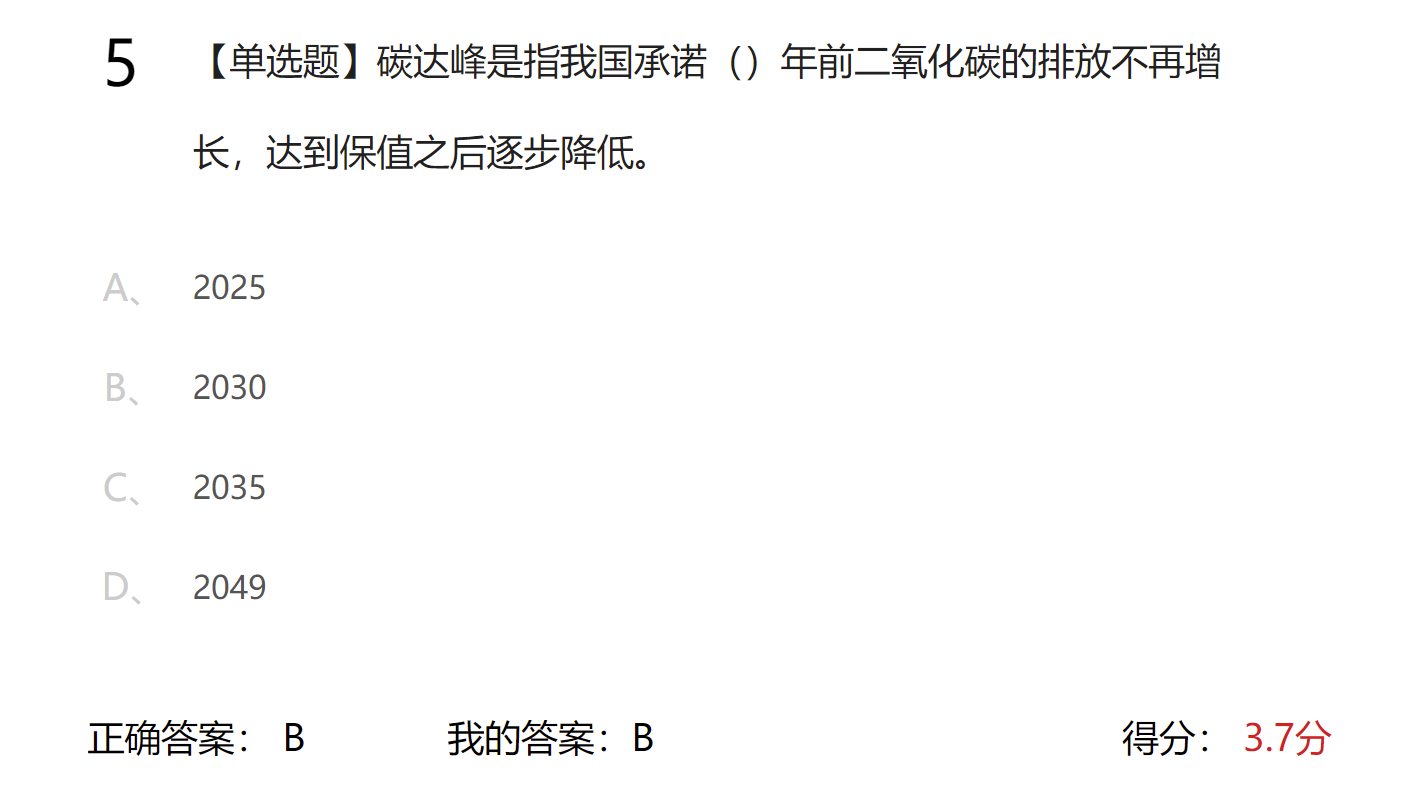 5 【单选题】碳达峰是指我国承诺（）年前二氧化碳的排放不再增
长，达到保值之后逐步降低。
A、 2025
B、 2030
C、 2035
D、 2049
正确答案： B 我的答案：B 得分： 3.7分